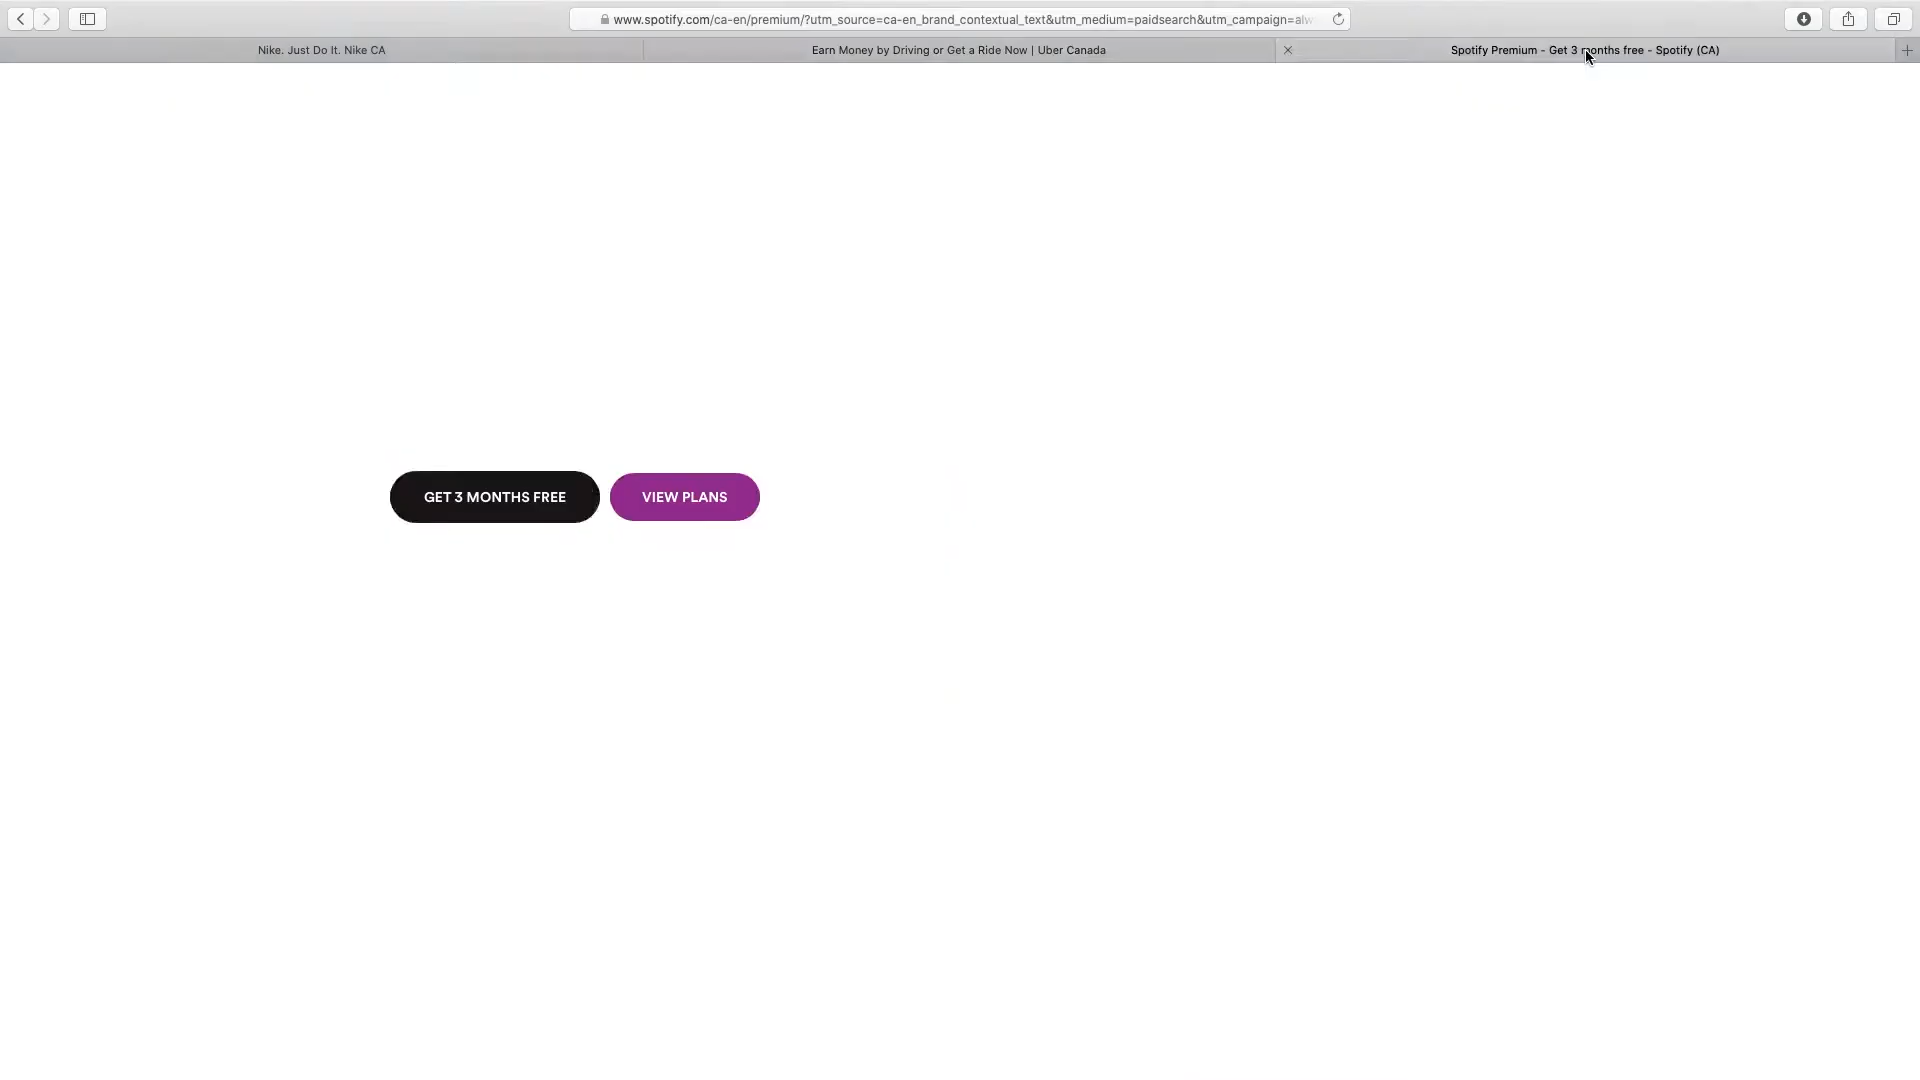 www.spotify.com/ca-en/premium/?utm_source=ca-en_brand_contextual_text&utm_medium=paidsearch&utm_campaign=alw
Nike. Just Do It. Nike CA
Earn Money by Driving or Get a Ride Now | Uber Canada
Spotify Premium - Get 3 months free - Spotify (CA)
GET 3 MONTHS FREE
VIEW PLANS